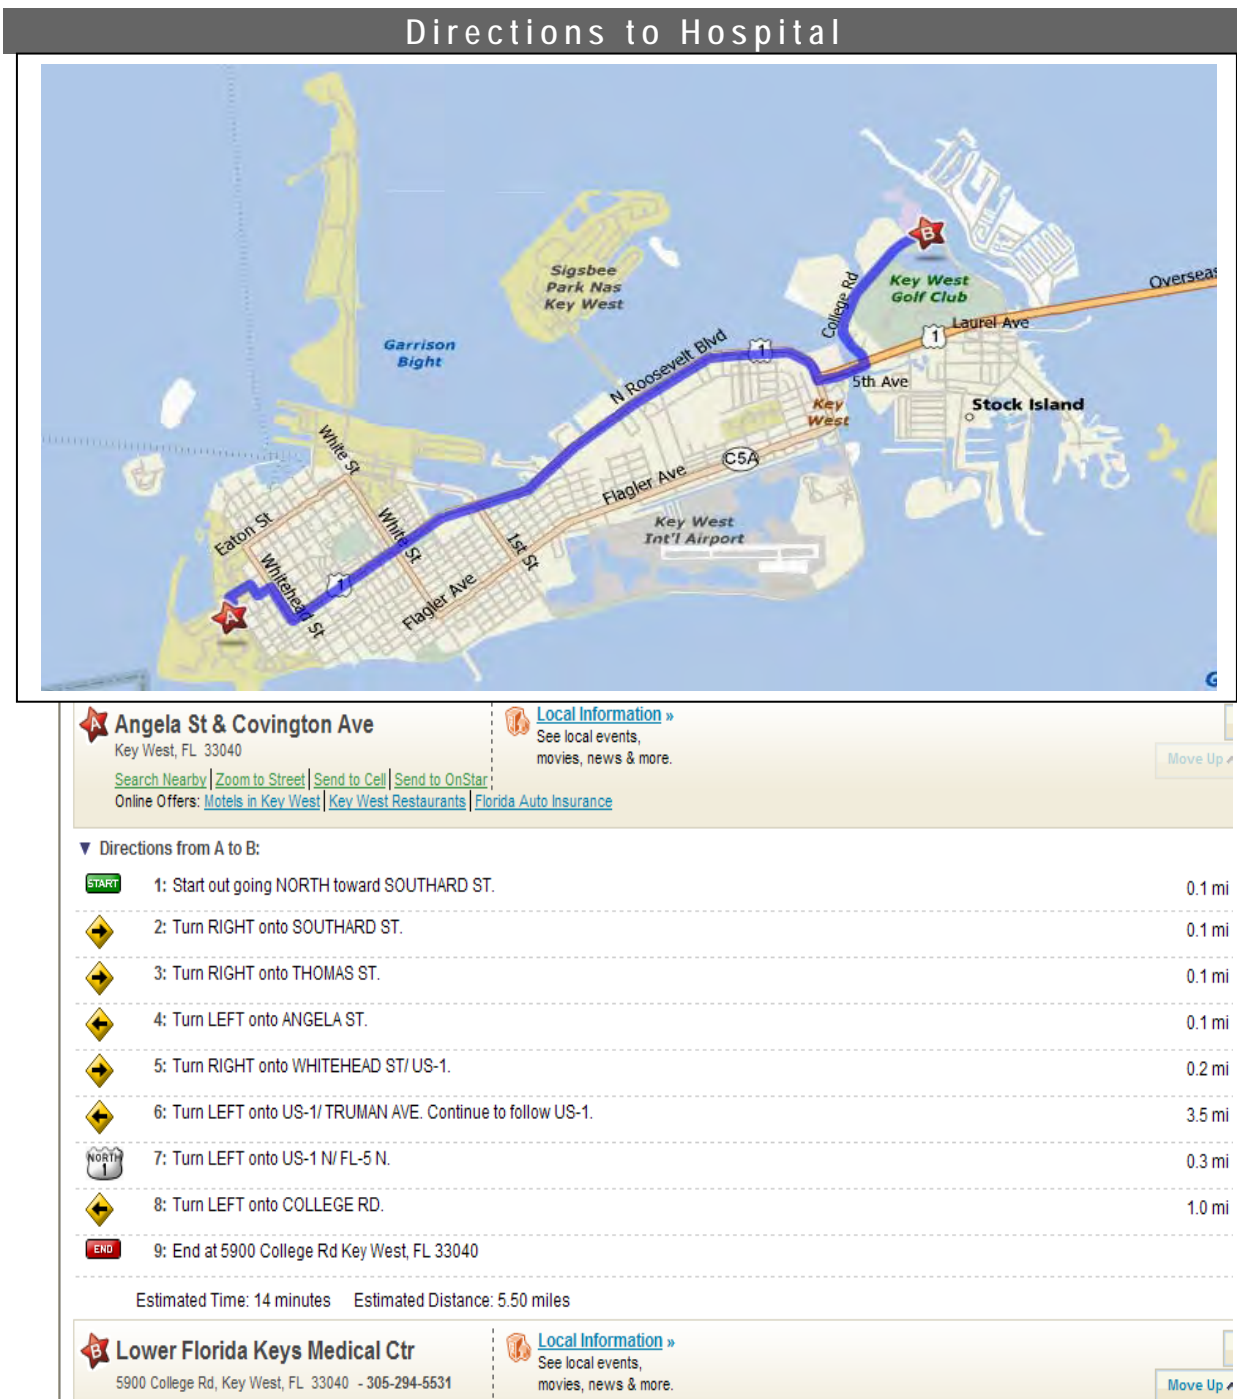 Directions to Hospital
Sigsbee
Park Nas
Key West
Garrison
Bight
Key West
Golf Club
College Rd
Overseas
Laurel Ave
1
N Roosevelt Blvd
1
5th Ave
Key
West
Stock Island
White St
C5A
Flagler Ave
Key West
Int'l Airport
Eaton St
White St
1st St
Whitehead St
1
Flagler Ave
A
B
G
A Angela St & Covington Ave
Key West, FL 33040
Search Nearby | Zoom to Street | Send to Cell | Send to OnStar
Online Offers: Motels in Key West | Key West Restaurants | Florida Auto Insurance
Local Information »
See local events,
movies, news & more.
Move Up
▼ Directions from A to B:
START 1: Start out going NORTH toward SOUTHARD ST. 0.1 mi
2: Turn RIGHT onto SOUTHARD ST. 0.1 mi
3: Turn RIGHT onto THOMAS ST. 0.1 mi
4: Turn LEFT onto ANGELA ST. 0.1 mi
5: Turn RIGHT onto WHITEHEAD ST/ US-1. 0.2 mi
6: Turn LEFT onto US-1/ TRUMAN AVE. Continue to follow US-1. 3.5 mi
NORTH 1 7: Turn LEFT onto US-1 N/ FL-5 N. 0.3 mi
8: Turn LEFT onto COLLEGE RD. 1.0 mi
END 9: End at 5900 College Rd Key West, FL 33040
Estimated Time: 14 minutes Estimated Distance: 5.50 miles
B Lower Florida Keys Medical Ctr
5900 College Rd, Key West, FL 33040 - 305-294-5531
Local Information »
See local events,
movies, news & more.
Move Up